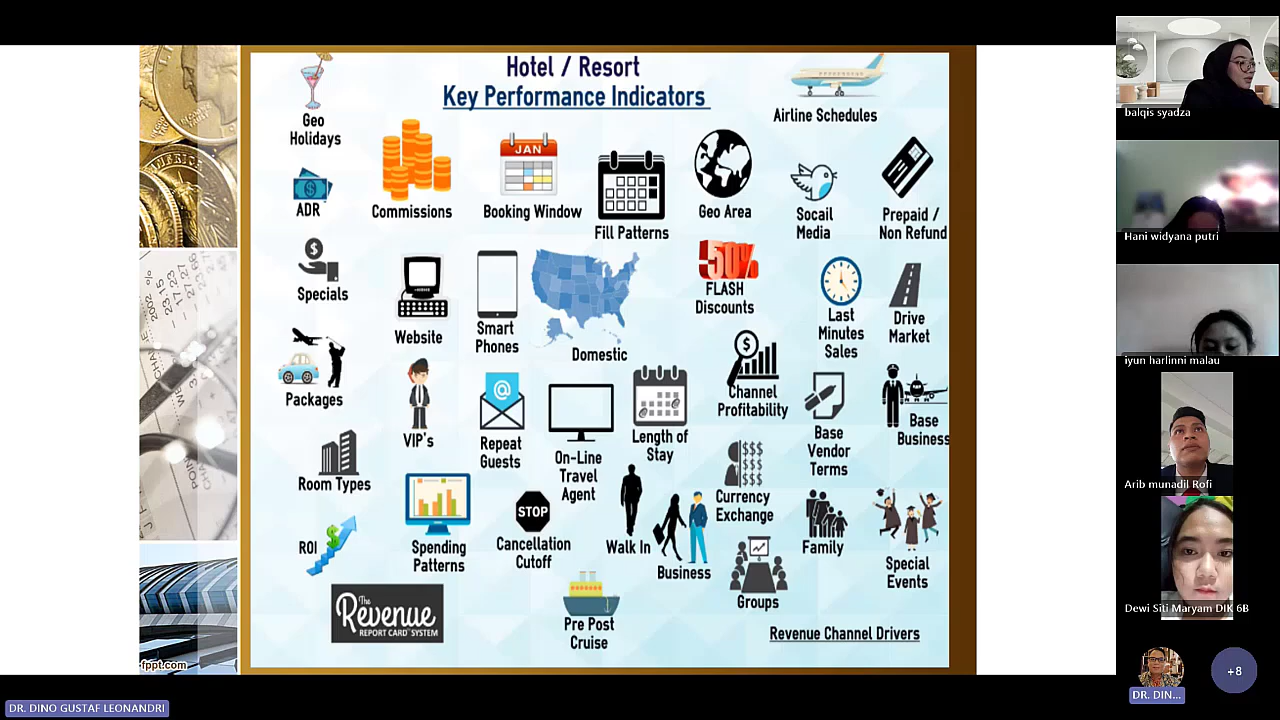 Hotel / Resort
Key Performance Indicators
Geo
Holidays
Airline Schedules
JAN
ADR
$
Commissions
Booking Window
Fill Patterns
Geo Area
Socail
Media
Prepaid /
Non Refund
$
Specials
Website
Smart
Phones
Domestic
-50%
FLASH
Discounts
Last
Minutes
Sales
Drive
Market
Packages
VIP's
@
Repeat
Guests
On-Line
Travel
Agent
Length of
Stay
$
Channel
Profitability
Base
Vendor
Terms
Base
Business
Room Types
Spending
Patterns
STOP
Cancellation
Cutoff
Walk In
Business
$$$
$$$
$$$
$$$
Currency
Exchange
Family
Special
Events
ROI
$
Groups
The
Revenue
REPORT CARD SYSTEM
Pre Post
Cruise
Revenue Channel Drivers
fppt.com
balqis syadza
Hani widyana putri
iyun harlinni malau
Arib munadil Rofi
Dewi Siti Maryam DIK 6B
DR. DIN...
+8
DR. DINO GUSTAF LEONANDRI